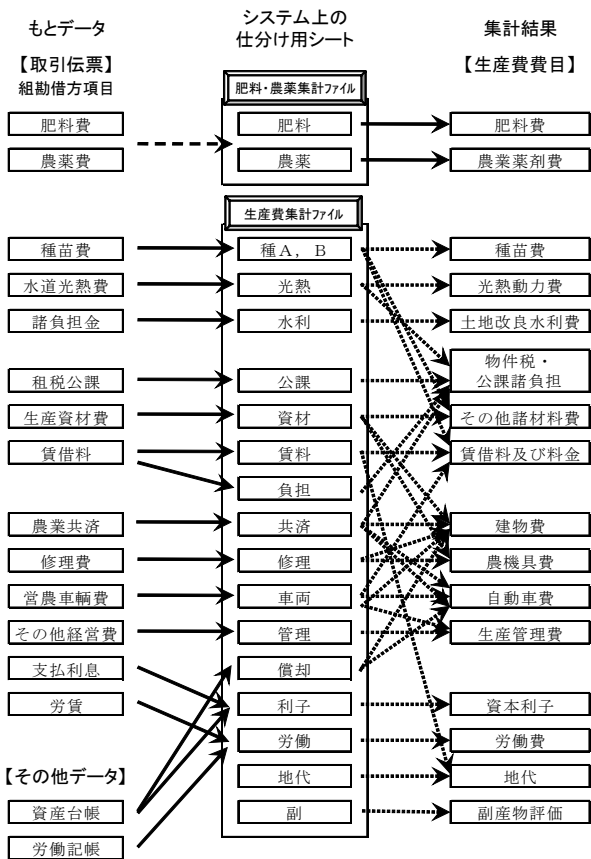 もとデータ
【取引伝票】
組勘借方項目
肥料費
農薬費
種苗費
水道光熱費
諸負担金
租税公課
生産資材費
賃借料
農業共済
修理費
営農車輌費
その他経営費
支払利息
労賃
【その他データ】
資産台帳
労働記帳
システム上の
仕分け用シート
肥料・農薬集計ファイル
肥料
農薬
生産費集計ファイル
種A，B
光熱
水利
公課
資材
賃料
負担
共済
修理
車両
管理
償却
利子
労働
地代
副
集計結果
【生産費費目】
肥料費
農業薬剤費
種苗費
光熱動力費
土地改良水利費
物件税・
公課諸負担
その他諸材料費
賃借料及び料金
建物費
農機具費
自動車費
生産管理費
資本利子
労働費
地代
副産物評価